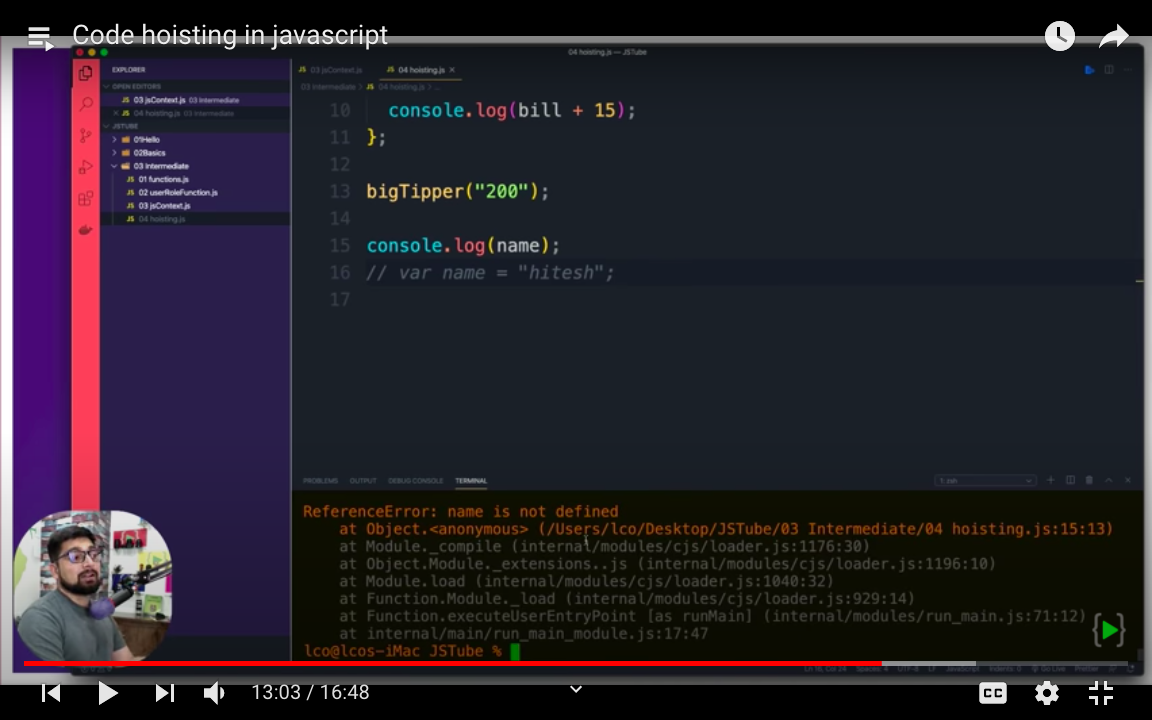 Code hoisting in javascript
04 hoisting.js — JSTube
EXPLORER
OPEN EDITORS
JS 03 jsContext.js 03 Intermediate
JS 04 hoisting.js 03 Intermediate
JSTUBE
01Hello
02Basics
03 Intermediate
JS 01 functions.js
JS 02 userRoleFunction.js
JS 03 jsContext.js
JS 04 hoisting.js
JS 03 jsContext.js JS 04 hoisting.js
03 Intermediate > JS 04 hoisting.js > ...
10 console.log(bill + 15);
11 };
12
13 bigTipper("200");
14
15 console.log(name);
16 // var name = "hitesh";
17
PROBLEMS OUTPUT DEBUG CONSOLE TERMINAL 1: zsh
ReferenceError: name is not defined
at Object.<anonymous> (/Users/lco/Desktop/JSTube/03 Intermediate/04 hoisting.js:15:13)
at Module._compile (internal/modules/cjs/loader.js:1176:30)
at Object.Module._extensions..js (internal/modules/cjs/loader.js:1196:10)
at Module.load (internal/modules/cjs/loader.js:1040:32)
at Function.Module._load (internal/modules/cjs/loader.js:929:14)
at Function.executeUserEntryPoint [as runMain] (internal/modules/run_main.js:71:12)
at internal/main/run_main_module.js:17:47
lco@lcos-iMac JSTube %
13:03 / 16:48
CC